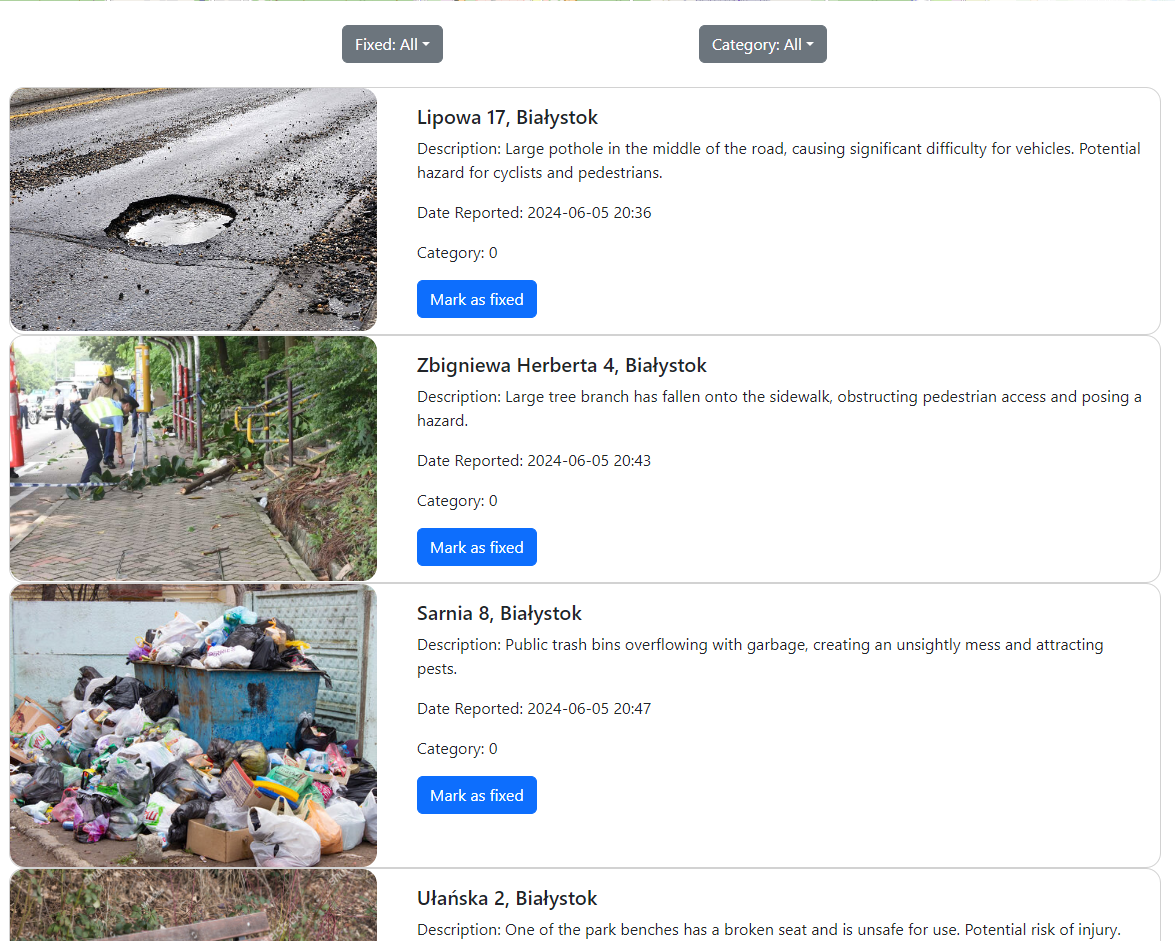 Fixed: All
Category: All
Lipowa 17, Białystok
Description: Large pothole in the middle of the road, causing significant difficulty for vehicles. Potential
hazard for cyclists and pedestrians.
Date Reported: 2024-06-05 20:36
Category: 0
Mark as fixed
Zbigniewa Herberta 4, Białystok
Description: Large tree branch has fallen onto the sidewalk, obstructing pedestrian access and posing a
hazard.
Date Reported: 2024-06-05 20:43
Category: 0
Mark as fixed
Sarnia 8, Białystok
Description: Public trash bins overflowing with garbage, creating an unsightly mess and attracting
pests.
Date Reported: 2024-06-05 20:47
Category: 0
Mark as fixed
Ułańska 2, Białystok
Description: One of the park benches has a broken seat and is unsafe for use. Potential risk of injury.